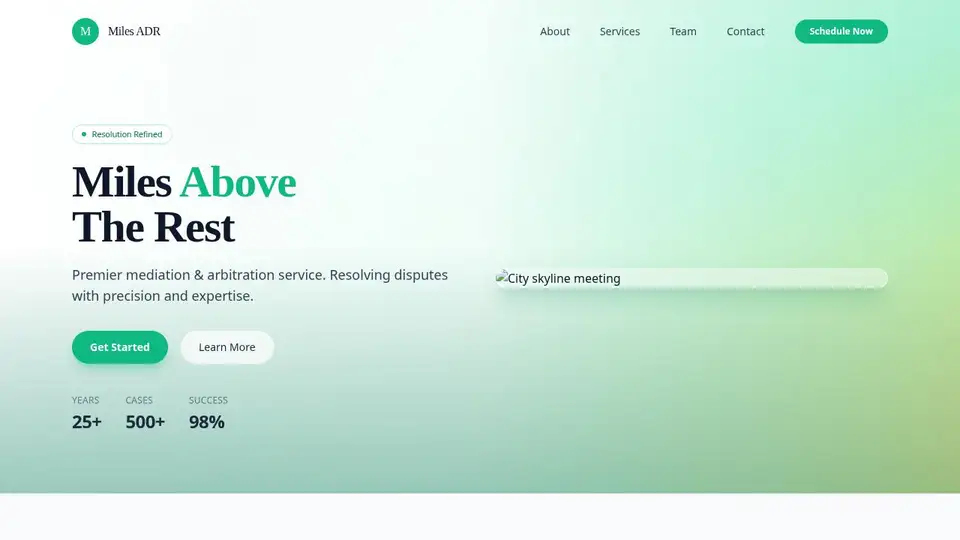 M Miles ADR About Services Team Contact Schedule Now
Resolution Refined
Miles Above
The Rest
Premier mediation & arbitration service. Resolving disputes
with precision and expertise.
City skyline meeting
Get Started Learn More
YEARS CASES SUCCESS
25+ 500+ 98%